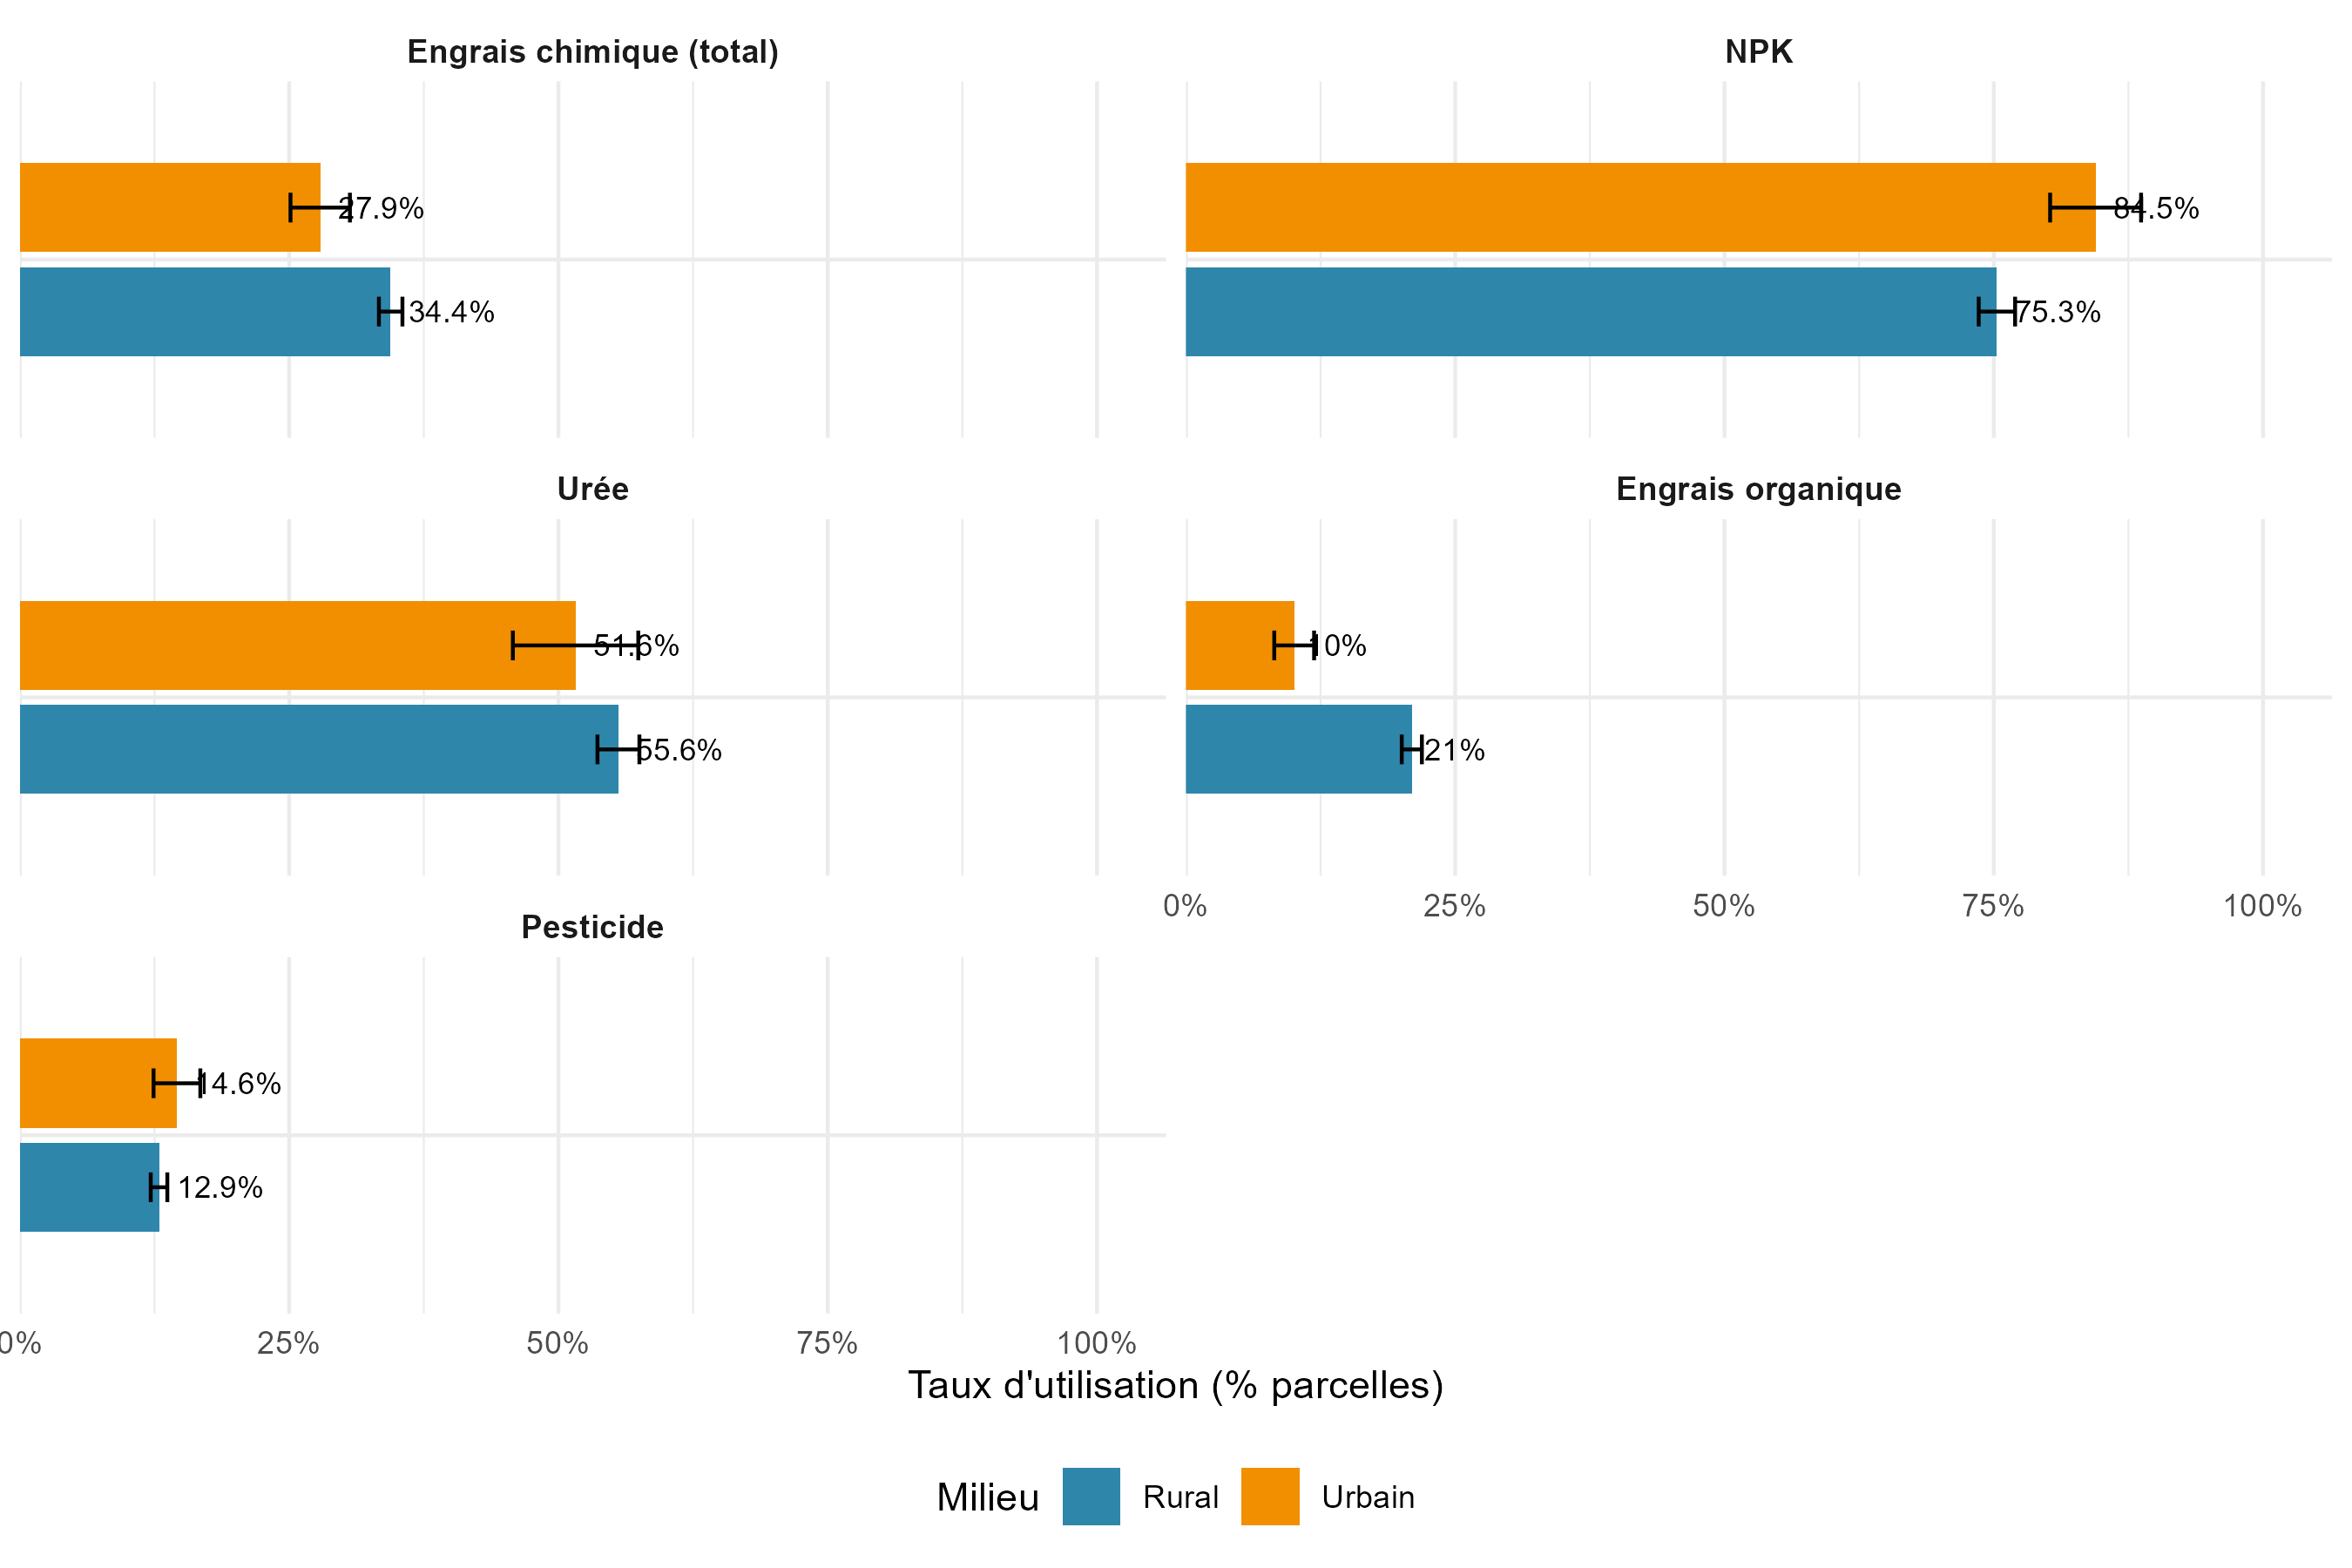 Engrais chimique (total)
NPK
27.9%
34.4%
84.5%
75.3%
Urée
Engrais organique
51.6%
55.6%
10%
21%
0% 25% 50% 75% 100%
Pesticide
14.6%
12.9%
0% 25% 50% 75% 100%
Taux d'utilisation (% parcelles)
Milieu Rural Urbain